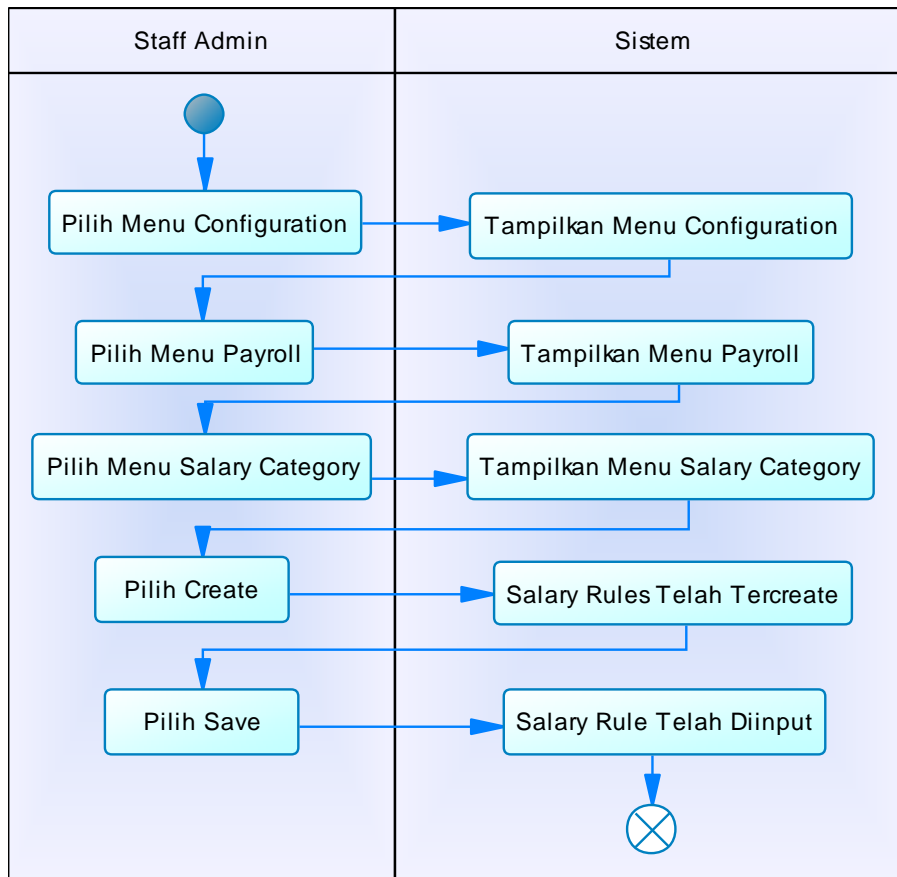 Staff Admin
Sistem
Pilih Menu Configuration
Tampilkan Menu Configuration
Pilih Menu Payroll
Tampilkan Menu Payroll
Pilih Menu Salary Category
Tampilkan Menu Salary Category
Pilih Create
Salary Rules Telah Tercreate
Pilih Save
Salary Rule Telah Diinput